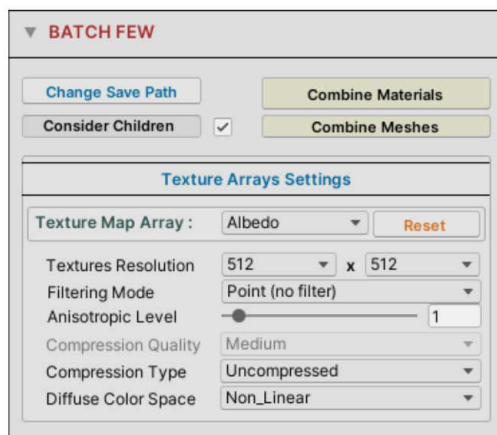 BATCH FEW
Change Save Path
Combine Materials
Consider Children
Combine Meshes
Texture Arrays Settings
Texture Map Array : Albedo Reset
Textures Resolution 512 x 512
Filtering Mode Point (no filter)
Anisotropic Level 1
Compression Quality Medium
Compression Type Uncompressed
Diffuse Color Space Non_Linear